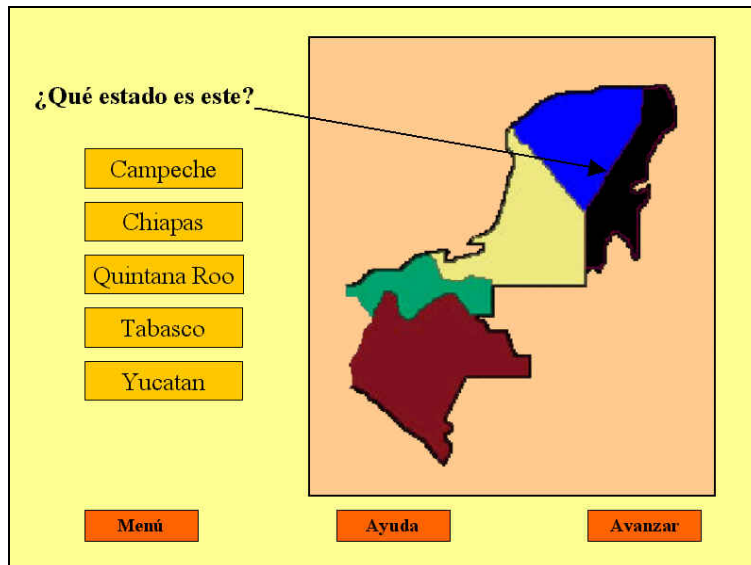 ¿Qué estado es este?
Campeche
Chiapas
Quintana Roo
Tabasco
Yucatan
Menú
Ayuda
Avanzar